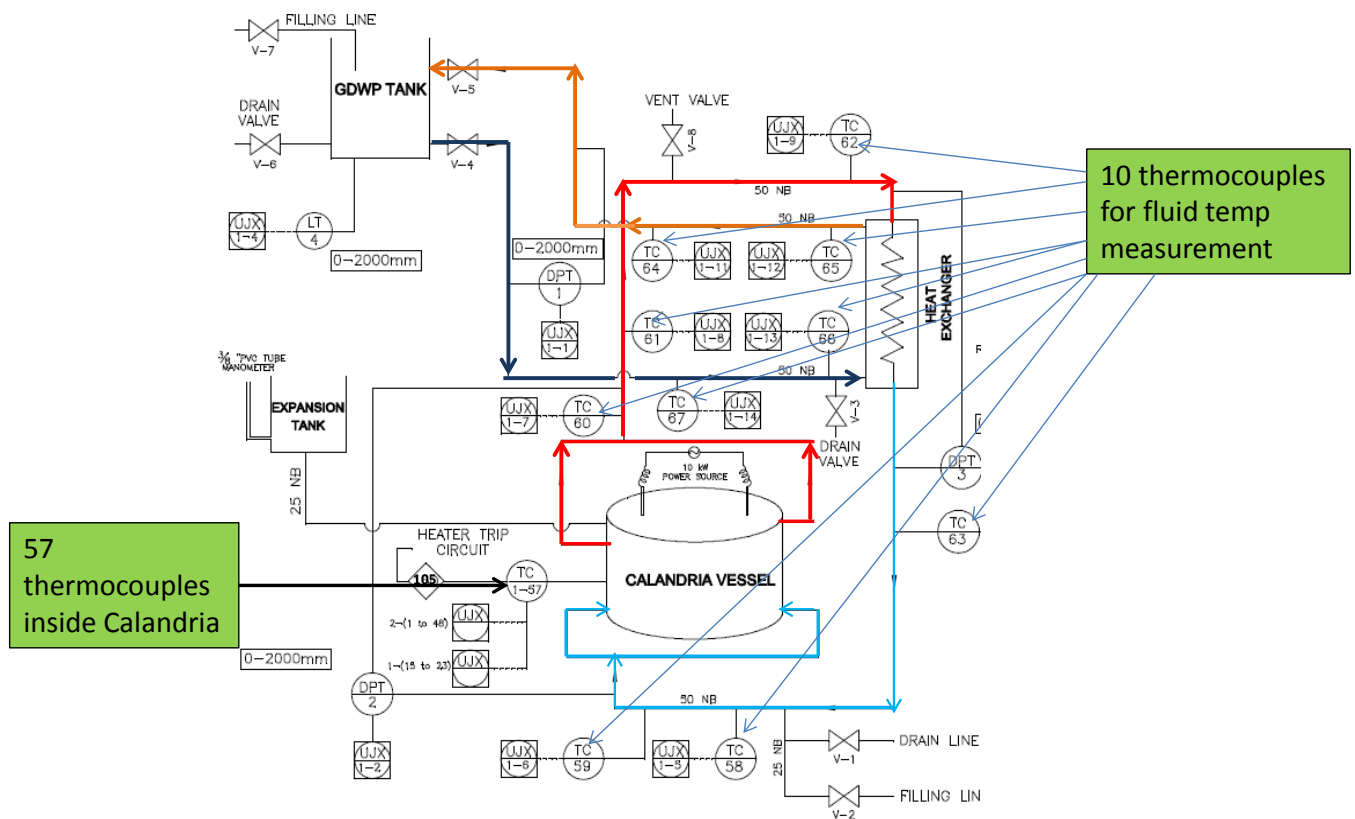 FILLING LINE
V-7
GDWP TANK
V-5
DRAIN
VALVE
V-6
V-4
VENT VALVE
V-8
UJX
1-9
TC
62
50 NB
10 thermocouples
for fluid temp
measurement
UJX
1-4
LT
4
0-2000mm
0-2000mm
50 NB
TC
64
UJX
1-11
UJX
1-12
TC
65
DPT
1
UJX
1-1
TC
61
UJX
1-8
UJX
1-13
TC
66
HEAT
EXCHANGER
3/8 "PVC TUBE
MANOMETER
EXPANSION
TANK
50 NB
UJX
1-7
TC
60
TC
67
UJX
1-14
V-3
DRAIN
VALVE
DPT
3
10 kW
POWER SOURCE
25 NB
HEATER TRIP
CIRCUIT
105
TC
1-57
CALANDRIA VESSEL
TC
63
57
thermocouples
inside Calandria
2-(1 to 48)
UJX
1-(15 to 23)
UJX
0-2000mm
DPT
2
UJX
1-2
50 NB
UJX
1-6
TC
59
UJX
1-5
TC
58
25 NB
V-1
DRAIN LINE
V-2
FILLING LIN